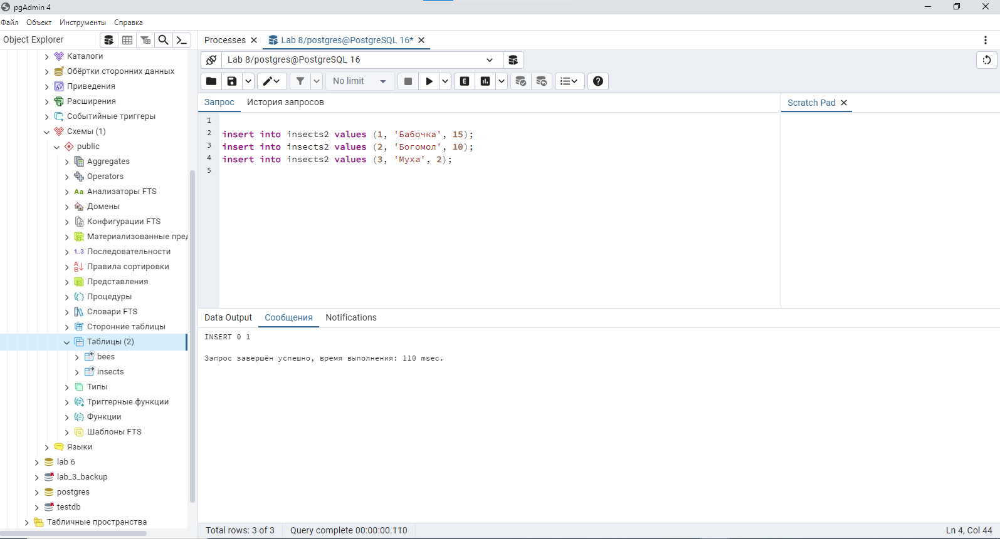 pgAdmin 4
Файл Объект Инструменты Справка
Object Explorer
Processes
Lab 8/postgres@PostgreSQL 16*
Lab 8/postgres@PostgreSQL 16
No limit
E
Запрос История запросов
Scratch Pad
1
2 insert into insects2 values (1, 'Бабочка', 15);
3 insert into insects2 values (2, 'Богомол', 10);
4 insert into insects2 values (3, 'Муха', 2);
5
Data Output Сообщения Notifications
INSERT 0 1
Запрос завершён успешно, время выполнения: 110 msec.
Total rows: 3 of 3 Query complete 00:00:00.110 Ln 4, Col 44
Каталоги
Обёртки сторонних данных
Приведения
Расширения
Событийные триггеры
Схемы (1)
public
Aggregates
Operators
Aa Анализаторы FTS
Домены
Конфигурации FTS
Материализованные пред
1..3 Последовательности
Правила сортировки
Представления
Процедуры
Словари FTS
Сторонние таблицы
Таблицы (2)
bees
insects
Типы
Триггерные функции
Функции
Шаблоны FTS
Языки
lab 6
lab_3_backup
postgres
testdb
Табличные пространства